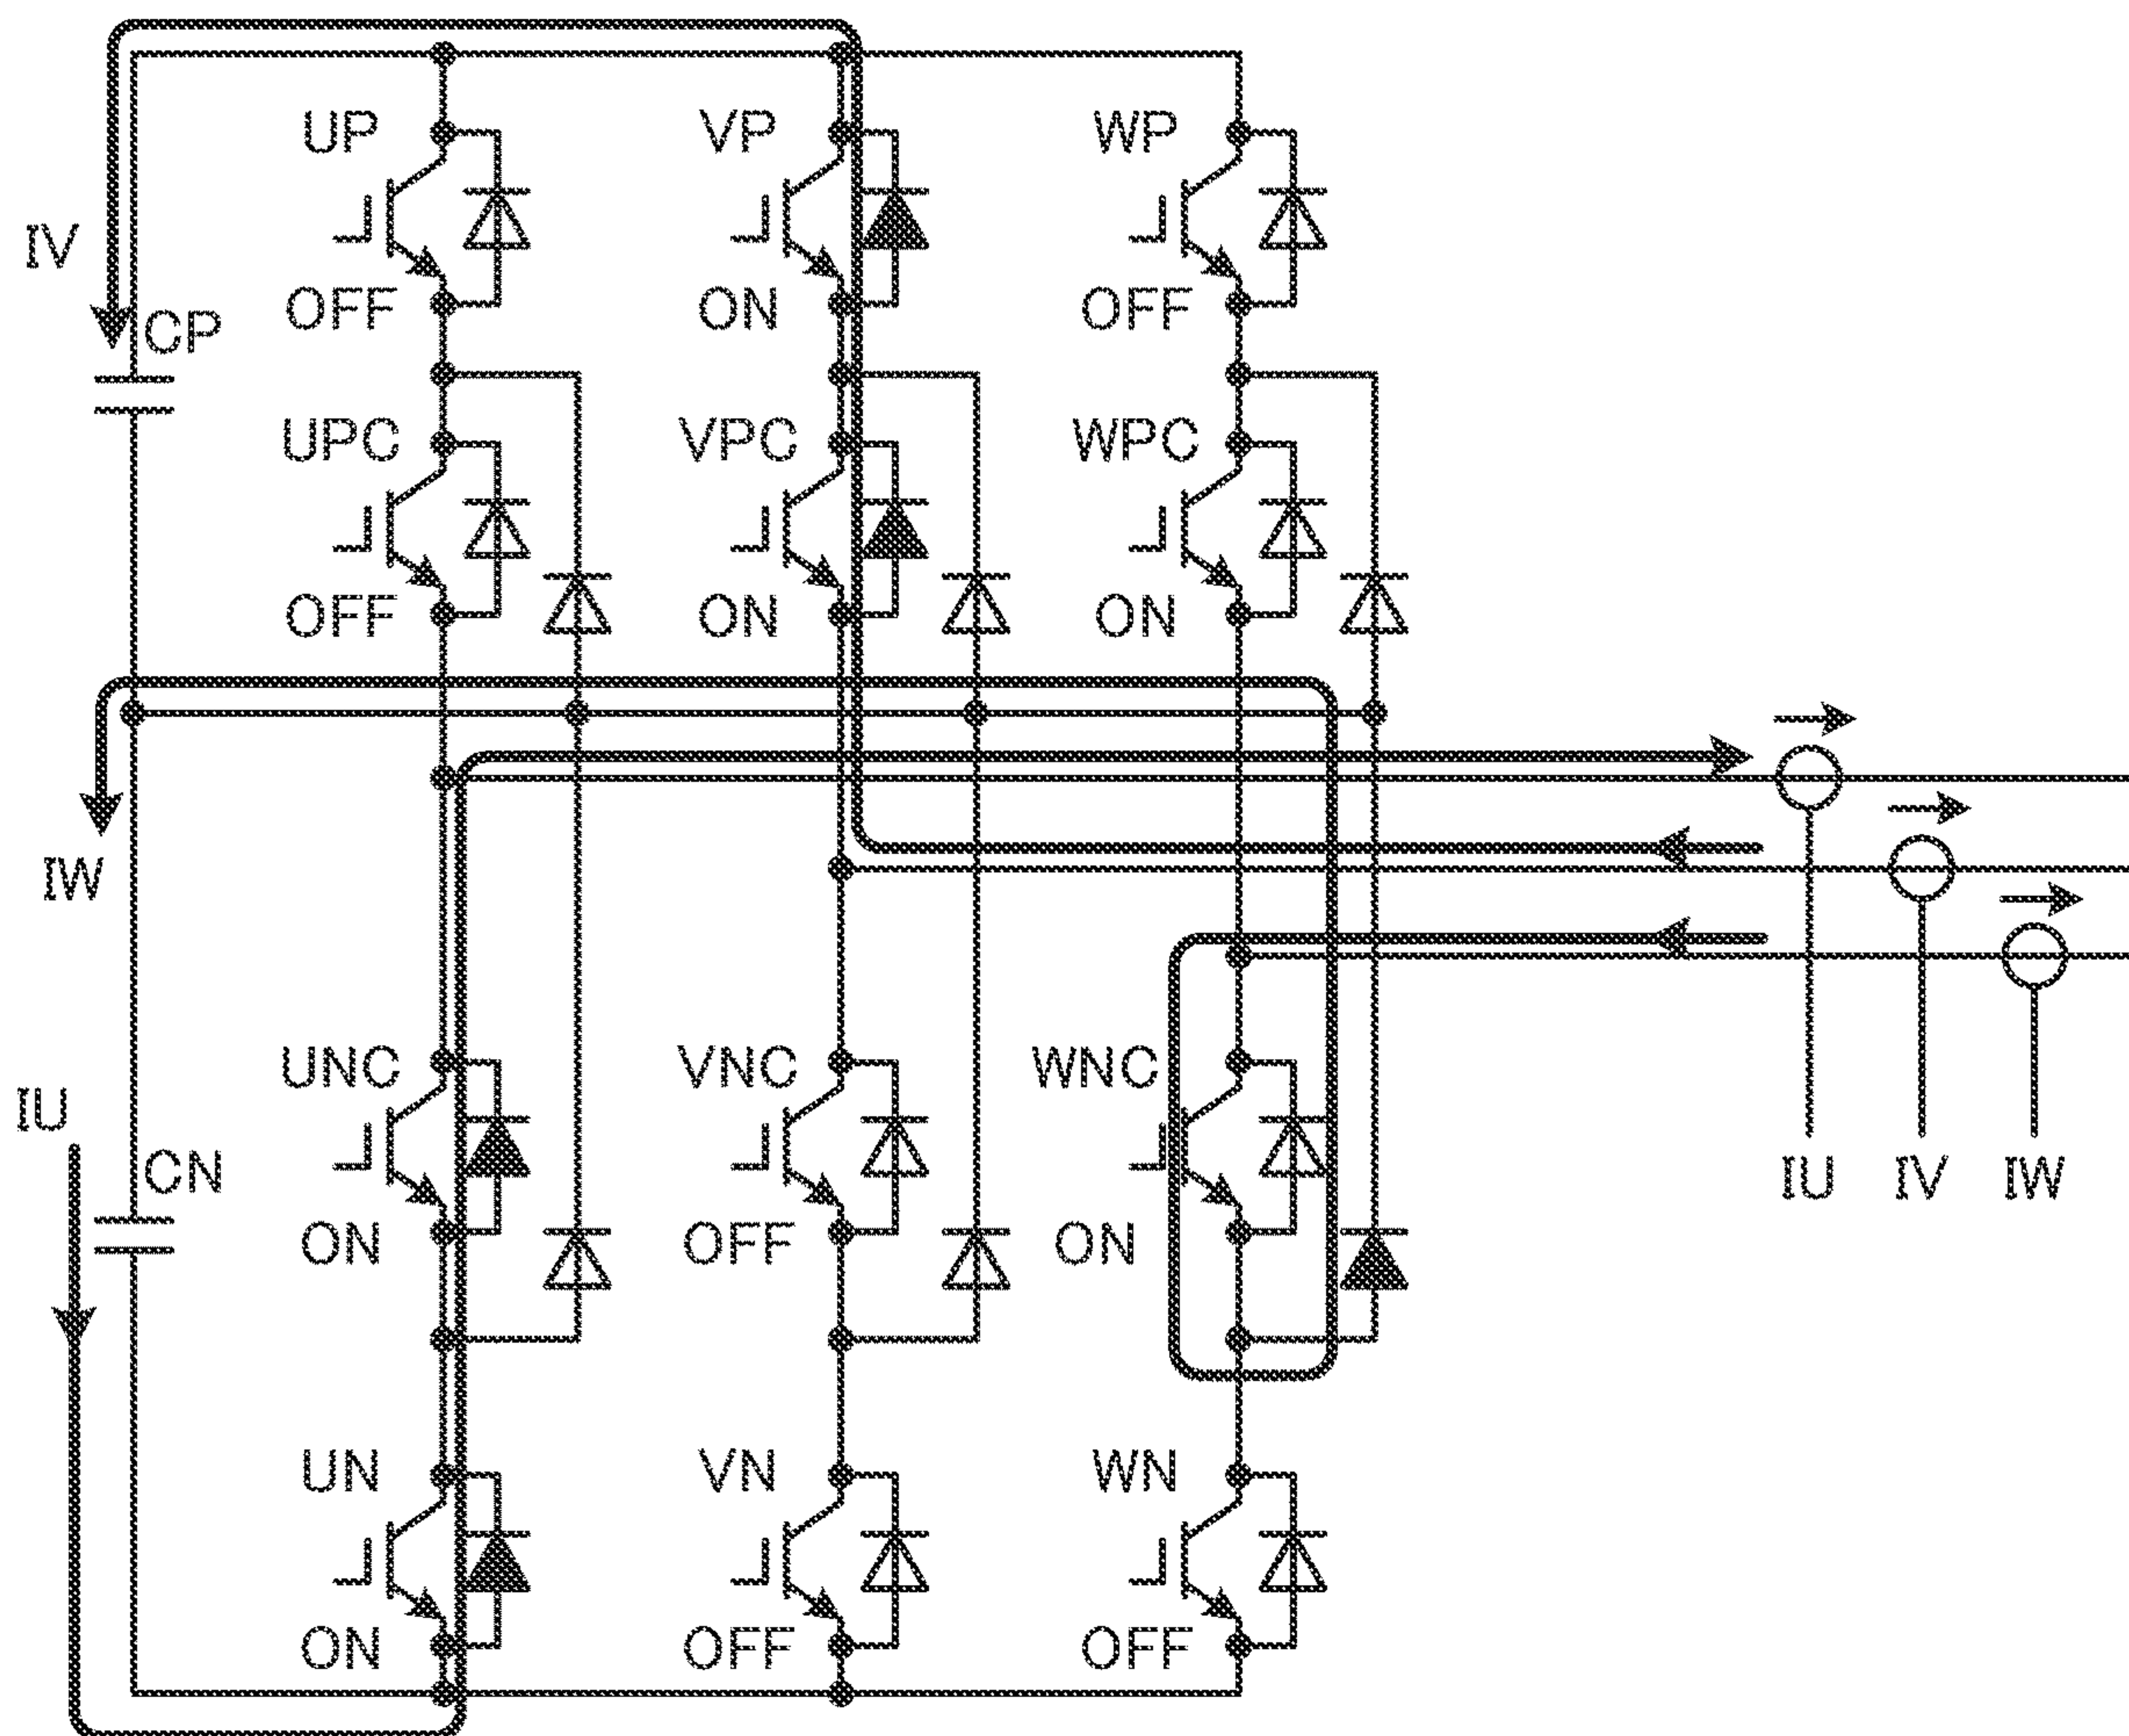 UP VP WP
IV
OFF ON OFF
CP
UPC VPC WPC
OFF ON ON
IW
UNC VNC WNC
IU
CN
IU IV IW
ON OFF ON
UN VN WN
ON OFF OFF